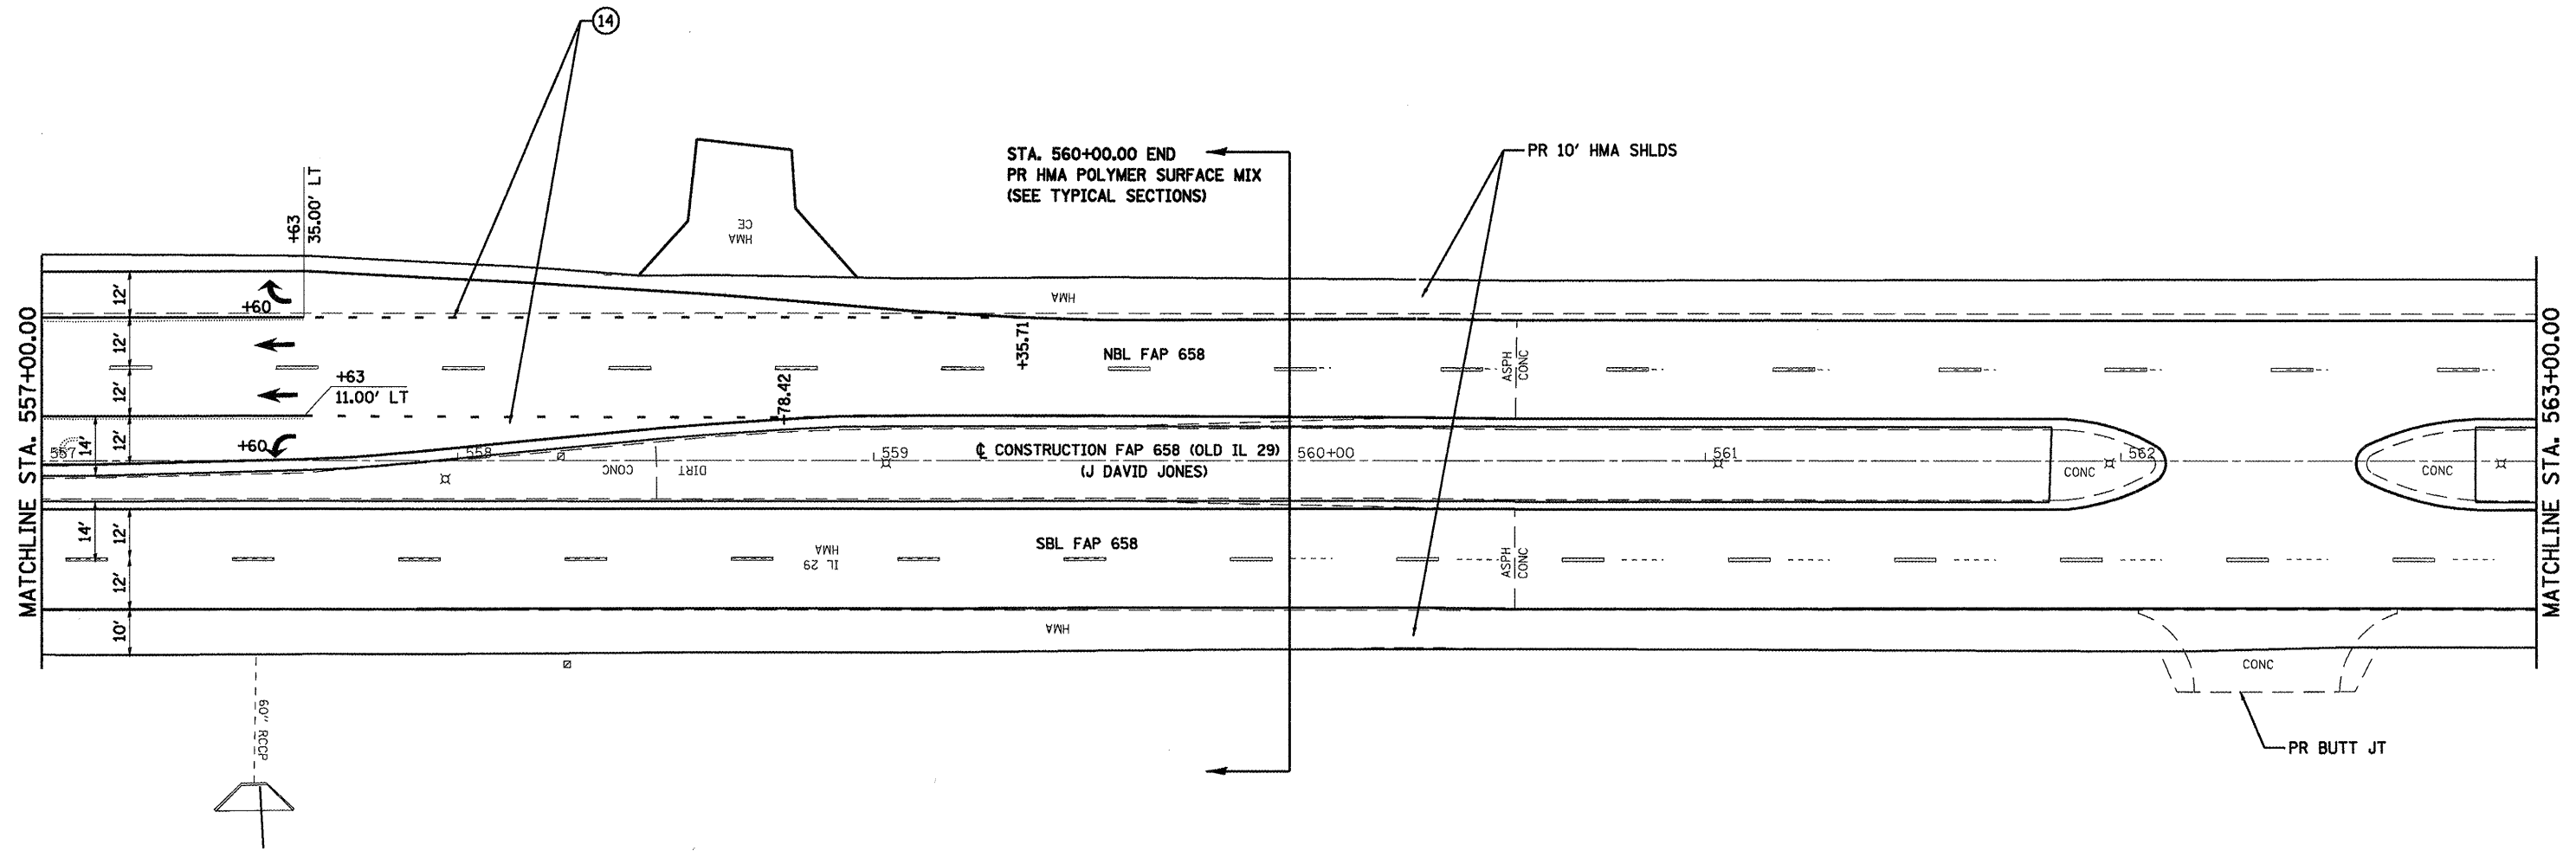 14
STA. 560+00.00 END
PR HMA POLYMER SURFACE MIX
(SEE TYPICAL SECTIONS)
PR 10' HMA SHLDS
+63
35.00' LT
HMA
CE
12'
+60
HMA
12'
+35.71
NBL FAP 658
ASPH
CONC
12'
+63
11.00' LT
+78.42
MATCHLINE STA. 557+00.00
MATCHLINE STA. 563+00.00
14'
12'
+60
557
558
CONC
DIRT
559
℄ CONSTRUCTION FAP 658 (OLD IL 29)
(J DAVID JONES)
560+00
561
CONC
562
CONC
14'
12'
HMA
IL 29
SBL FAP 658
ASPH
CONC
12'
10'
HMA
CONC
60" RCCP
PR BUTT JT